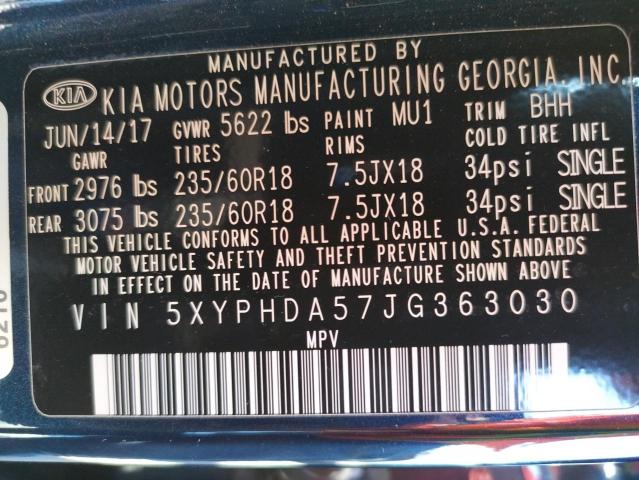 MANUFACTURED BY
KIA KIA MOTORS MANUFACTURING GEORGIA, INC
JUN/14/17 GVWR 5622 lbs PAINT MU1 TRIM BHH
GAWR TIRES RIMS COLD TIRE INFL
FRONT 2976 lbs 235/60R18 7.5JX18 34psi SINGLE
REAR 3075 lbs 235/60R18 7.5JX18 34psi SINGLE
THIS VEHICLE CONFORMS TO ALL APPLICABLE U.S.A. FEDERAL
MOTOR VEHICLE SAFETY AND THEFT PREVENTION STANDARDS
IN EFFECT ON THE DATE OF MANUFACTURE SHOWN ABOVE
VIN 5XYPHDA57JG363030
MPV